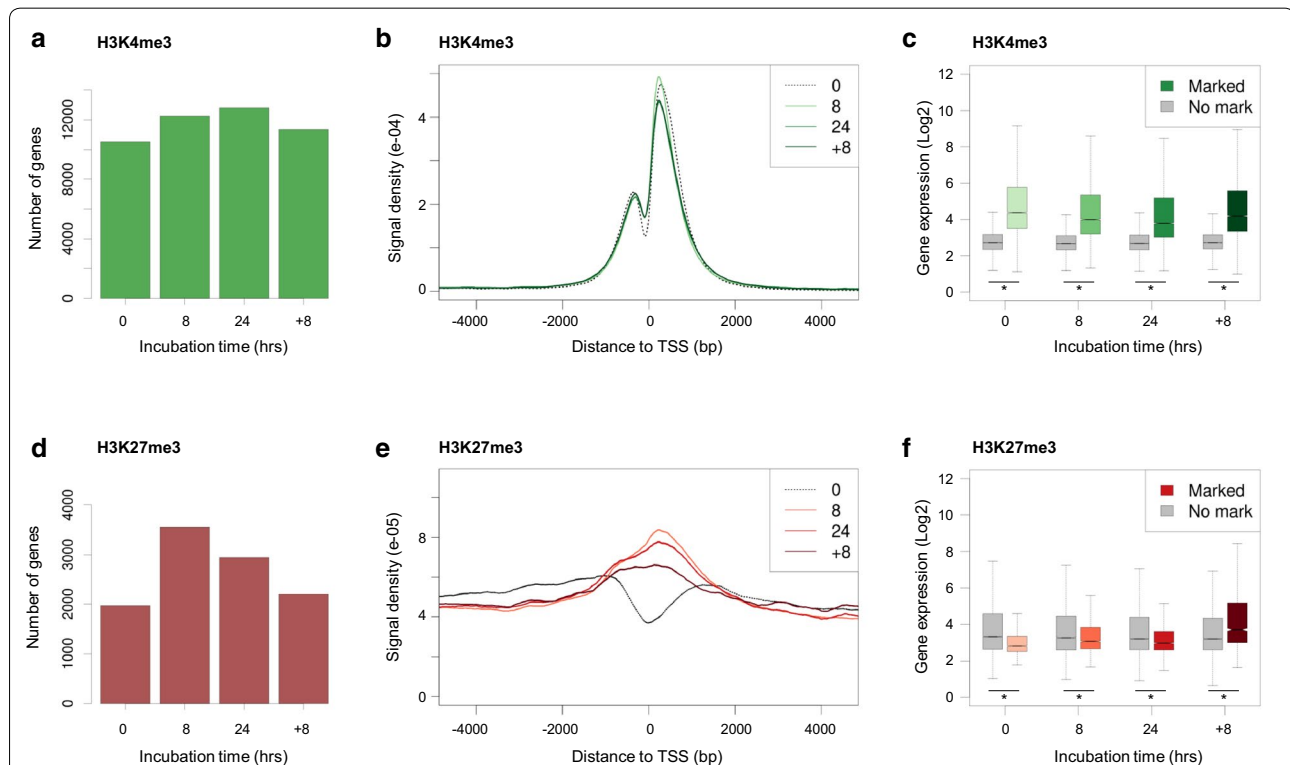 a H3K4me3
Number of genes
12000
8000
4000
0
0 8 24 +8
Incubation time (hrs)
b H3K4me3
Signal density (e-04)
4
2
0
0
8
24
+8
-4000 -2000 0 2000 4000
Distance to TSS (bp)
c H3K4me3
Gene expression (Log2)
12
10
8
6
4
2
0
Marked
No mark
* * * *
0 8 24 +8
Incubation time (hrs)
d H3K27me3
Number of genes
4000
3000
2000
1000
0
0 8 24 +8
Incubation time (hrs)
e H3K27me3
Signal density (e-05)
8
4
0
0
8
24
+8
-4000 -2000 0 2000 4000
Distance to TSS (bp)
f H3K27me3
Gene expression (Log2)
12
10
8
6
4
2
0
Marked
No mark
* * * *
0 8 24 +8
Incubation time (hrs)